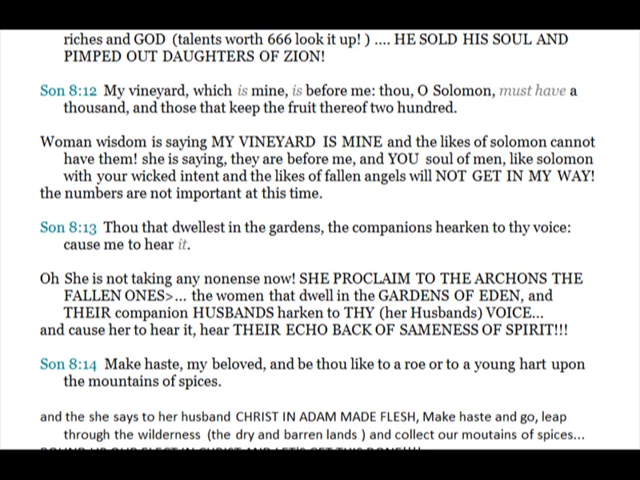 riches and GOD (talents worth 666 look it up! ) .... HE SOLD HIS SOUL AND
PIMPED OUT DAUGHTERS OF ZION!
Son 8:12 My vineyard, which is mine, is before me: thou, O Solomon, must have a
thousand, and those that keep the fruit thereof two hundred.
Woman wisdom is saying MY VINEYARD IS MINE and the likes of solomon cannot
have them! she is saying, they are before me, and YOU soul of men, like solomon
with your wicked intent and the likes of fallen angels will NOT GET IN MY WAY!
the numbers are not important at this time.
Son 8:13 Thou that dwellest in the gardens, the companions hearken to thy voice:
cause me to hear it.
Oh She is not taking any nonense now! SHE PROCLAIM TO THE ARCHONS THE
FALLEN ONES>... the women that dwell in the GARDENS OF EDEN, and
THEIR companion HUSBANDS harken to THY (her Husbands) VOICE...
and cause her to hear it, hear THEIR ECHO BACK OF SAMENESS OF SPIRIT!!!
Son 8:14 Make haste, my beloved, and be thou like to a roe or to a young hart upon
the mountains of spices.
and the she says to her husband CHRIST IN ADAM MADE FLESH, Make haste and go, leap
through the wilderness (the dry and barren lands ) and collect our moutains of spices...